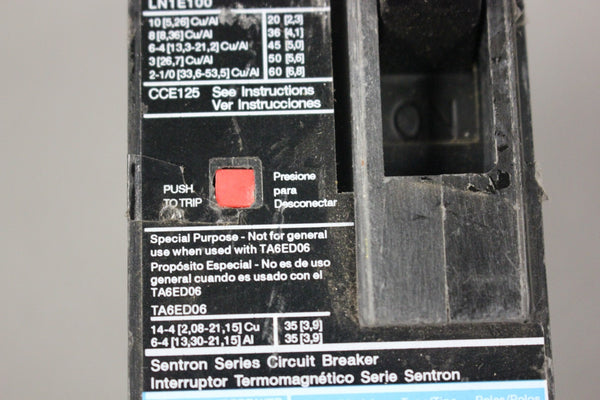 LN1E100
10 [5,26] Cu/Al 20 [2,3]
8 [8,36] Cu/Al 36 [4,1]
6-4 [13,3-21,2] Cu/Al 45 [5,0]
3 [26,7] Cu/Al 50 [5,6]
2-1/0 [33,6-53,5] Cu/Al 60 [6,8]
CCE125 See Instructions
Ver Instrucciones
PUSH
TO TRIP
Presione
para
Desconectar
Special Purpose - Not for general
use when used with TA6ED06
Propósito Especial - No es de uso
general cuando es usado con el
TA6ED06
TA6ED06
14-4 [2,08-21,15] Cu 35 [3,9]
6-4 [13,30-21,15] Al 35 [3,9]
Sentron Series Circuit Breaker
Interruptor Termomagnético Serie Sentron